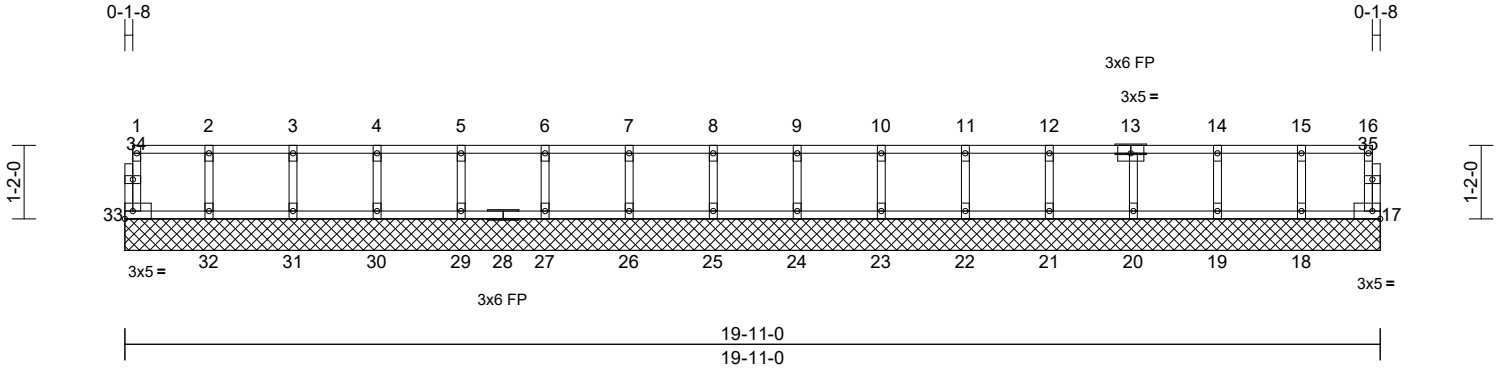 0-1-8 0-1-8
3x6 FP
3x5 =
1 2 3 4 5 6 7 8 9 10 11 12 13 14 15 16
34 35
1-2-0 1-2-0
33 17
32 31 30 29 28 27 26 25 24 23 22 21 20 19 18
3x5 = 3x5 =
3x6 FP
19-11-0
19-11-0